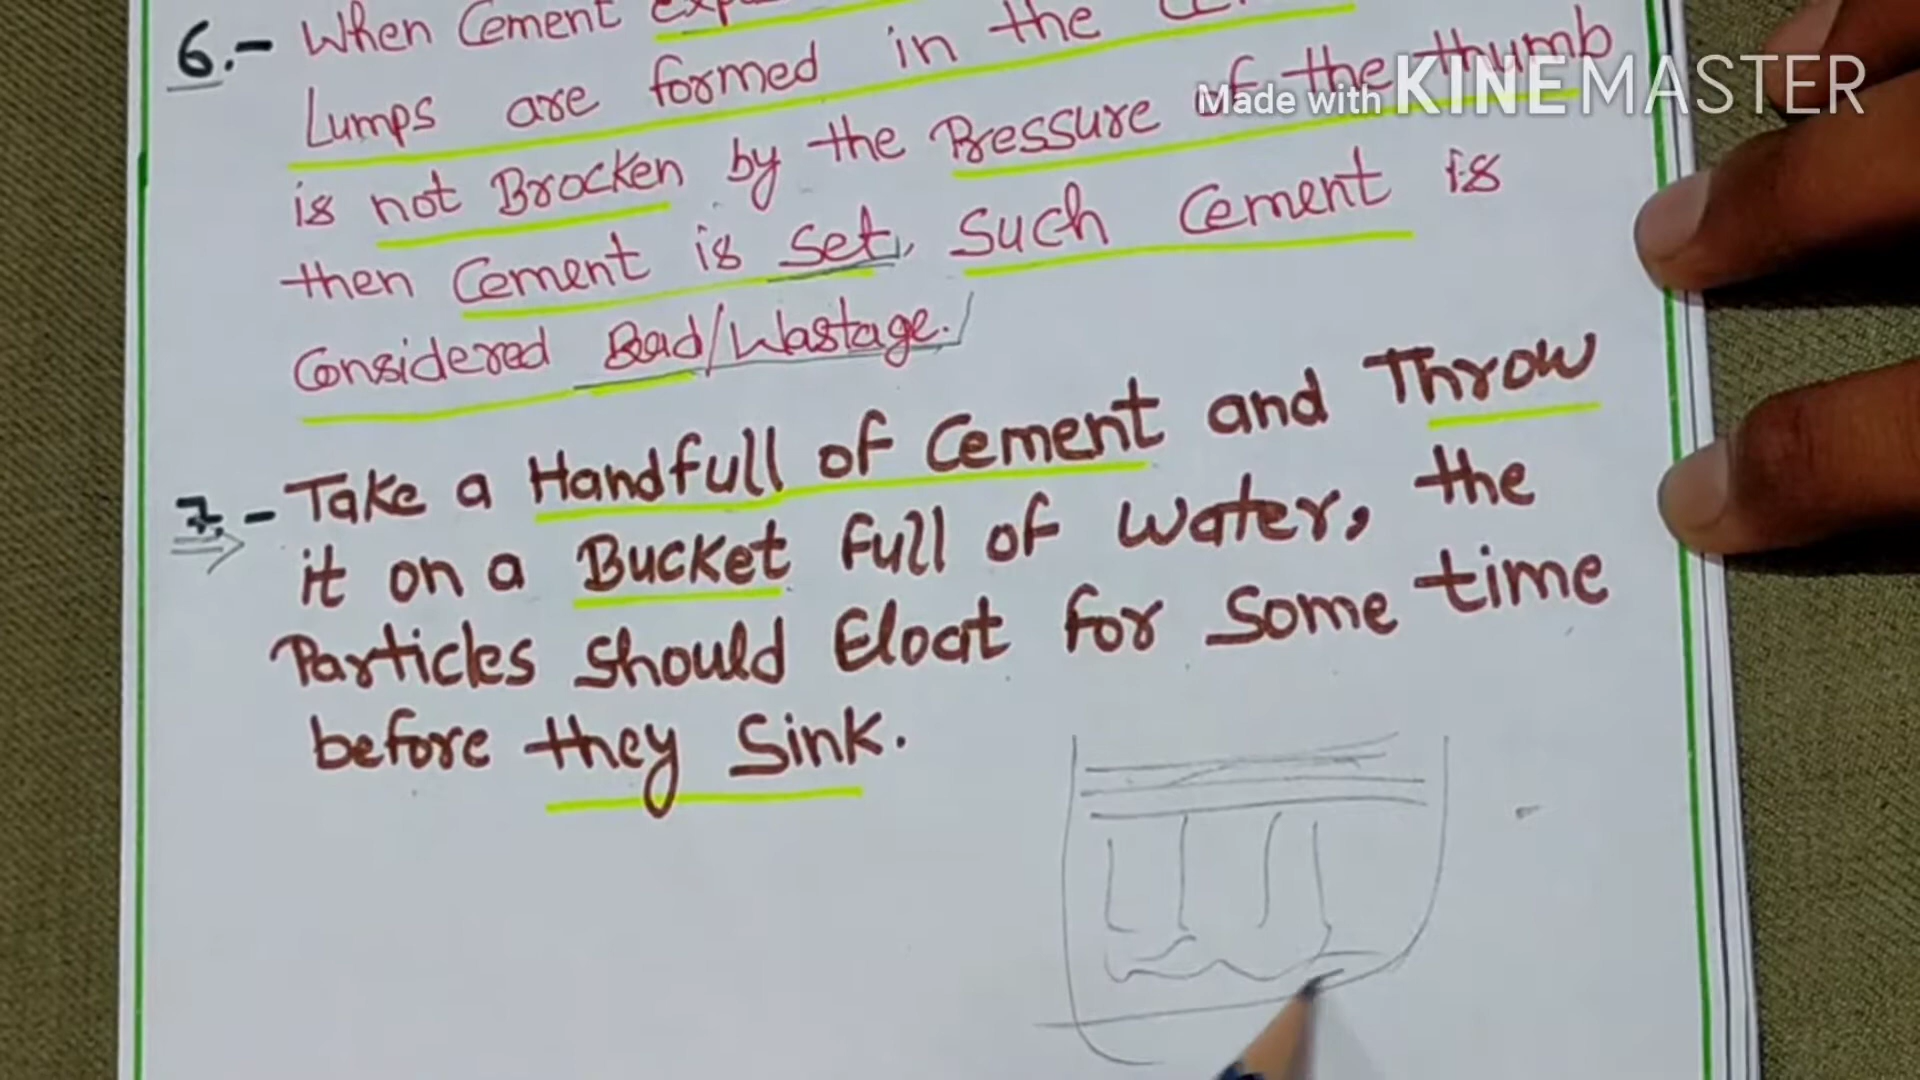 6.- When Cement
Lumps are formed in the
is not Brocken by the Pressure of the thumb
then Cement is Set, Such Cement is
Considered Bad/Wastage.
7.- Take a Handfull of Cement and Throw
it on a Bucket full of water, the
Particles should Float for Some time
before they Sink.
Made with KINEMASTER